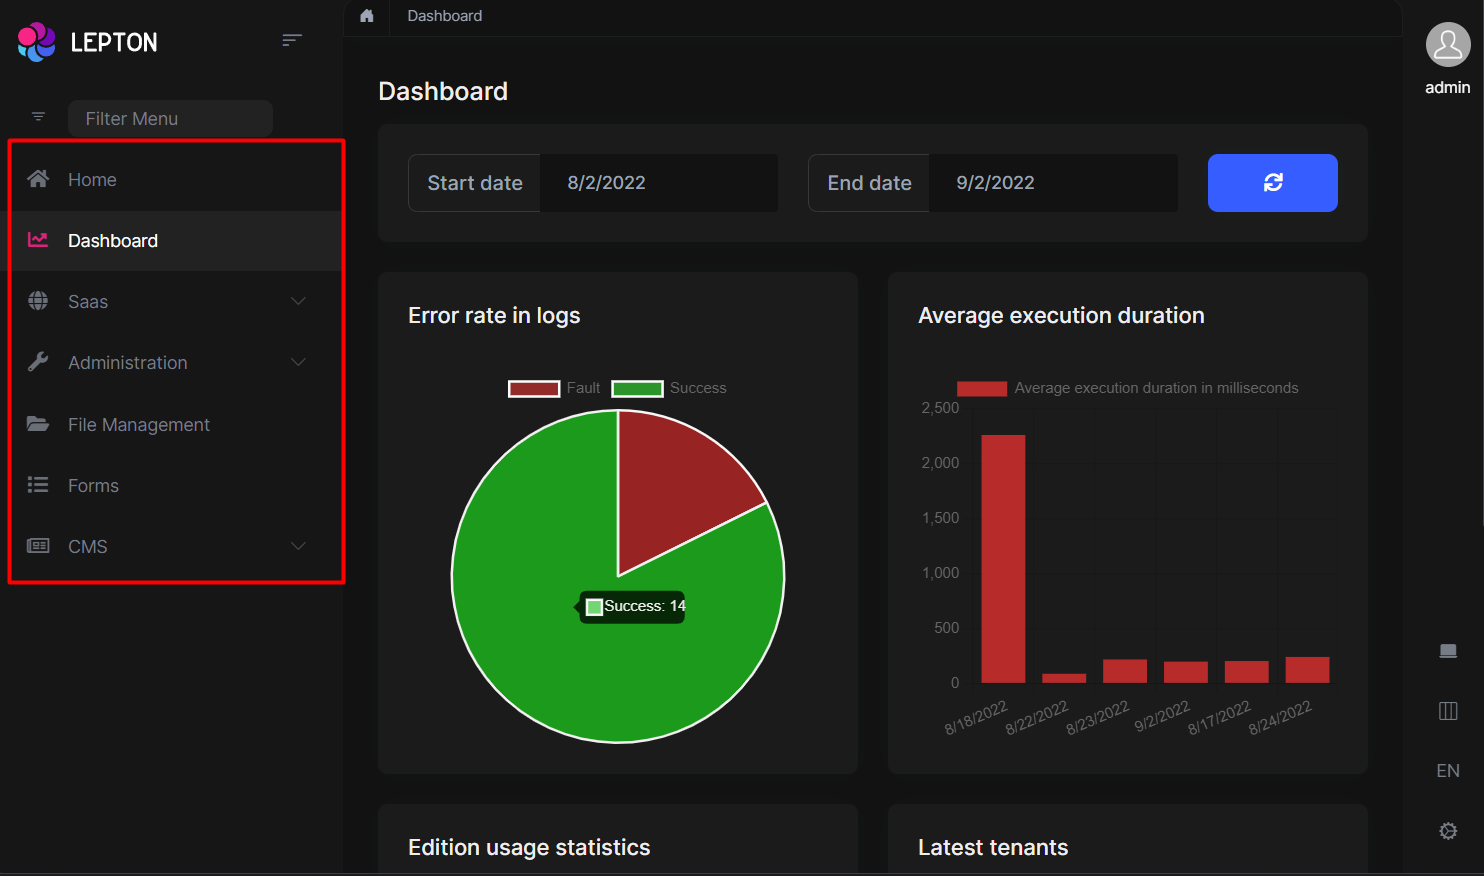 LEPTON
Filter Menu
Home
Dashboard
Saas
Administration
File Management
Forms
CMS
Dashboard
Dashboard
Start date 8/2/2022 End date 9/2/2022
Error rate in logs
Fault Success
Success: 14
Average execution duration
Average execution duration in milliseconds
2,500
2,000
1,500
1,000
500
0
8/18/2022 8/22/2022 8/23/2022 9/2/2022 8/17/2022 8/24/2022
Edition usage statistics
Latest tenants
admin
EN